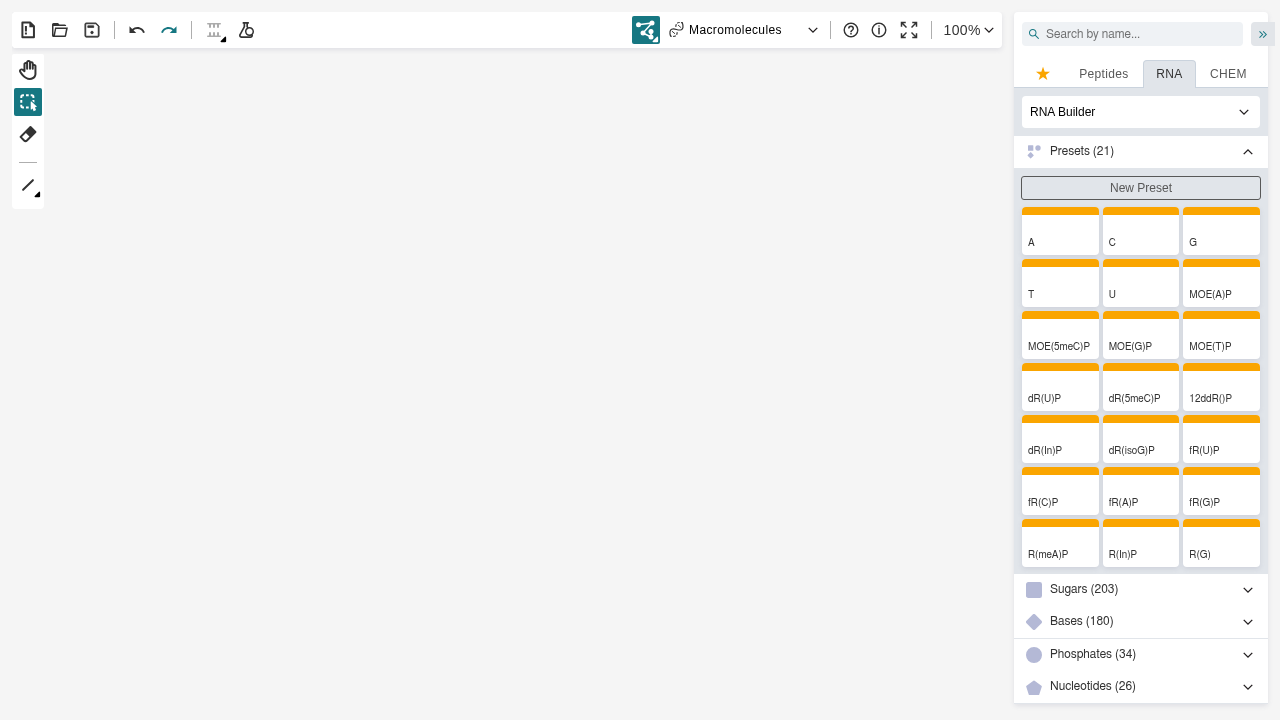 Macromolecules
100%
Search by name...
Peptides
RNA
CHEM
RNA Builder
Presets (21)
New Preset
A
C
G
T
U
MOE(A)P
MOE(5meC)P
MOE(G)P
MOE(T)P
dR(U)P
dR(5meC)P
12ddR()P
dR(In)P
dR(isoG)P
fR(U)P
fR(C)P
fR(A)P
fR(G)P
R(meA)P
R(In)P
R(G)
Sugars (203)
Bases (180)
Phosphates (34)
Nucleotides (26)